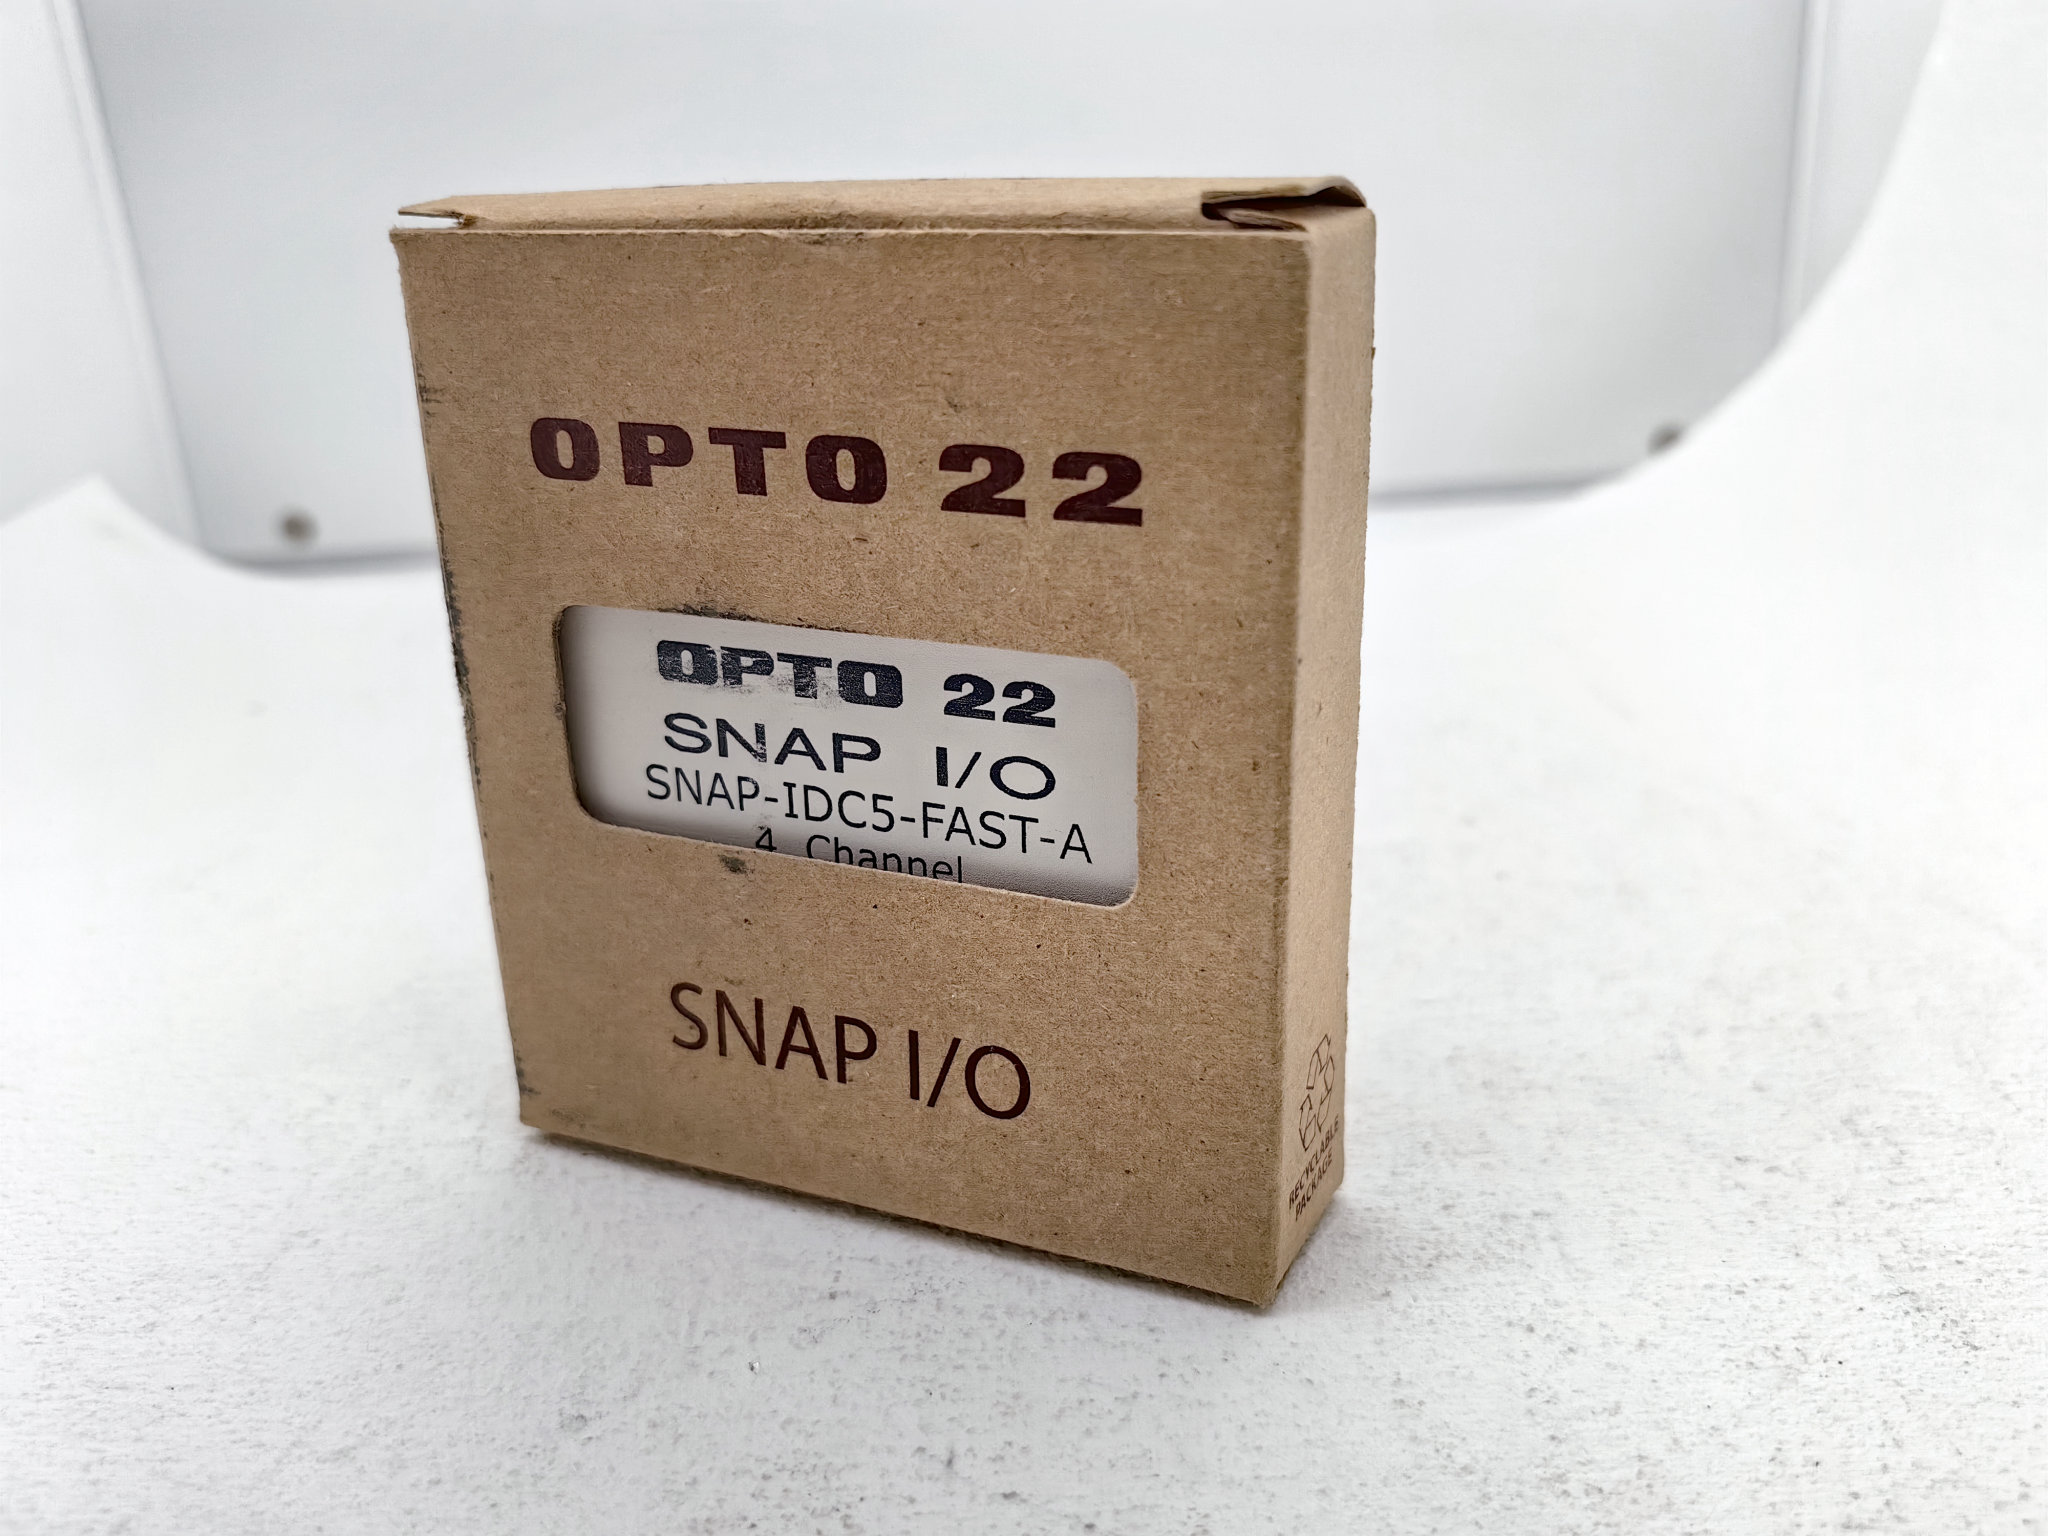 OPTO 22
OPTO 22
SNAP I/O
SNAP-IDC5-FAST-A
4 Channel
SNAP I/O
RECYCLABLE
PACKAGE